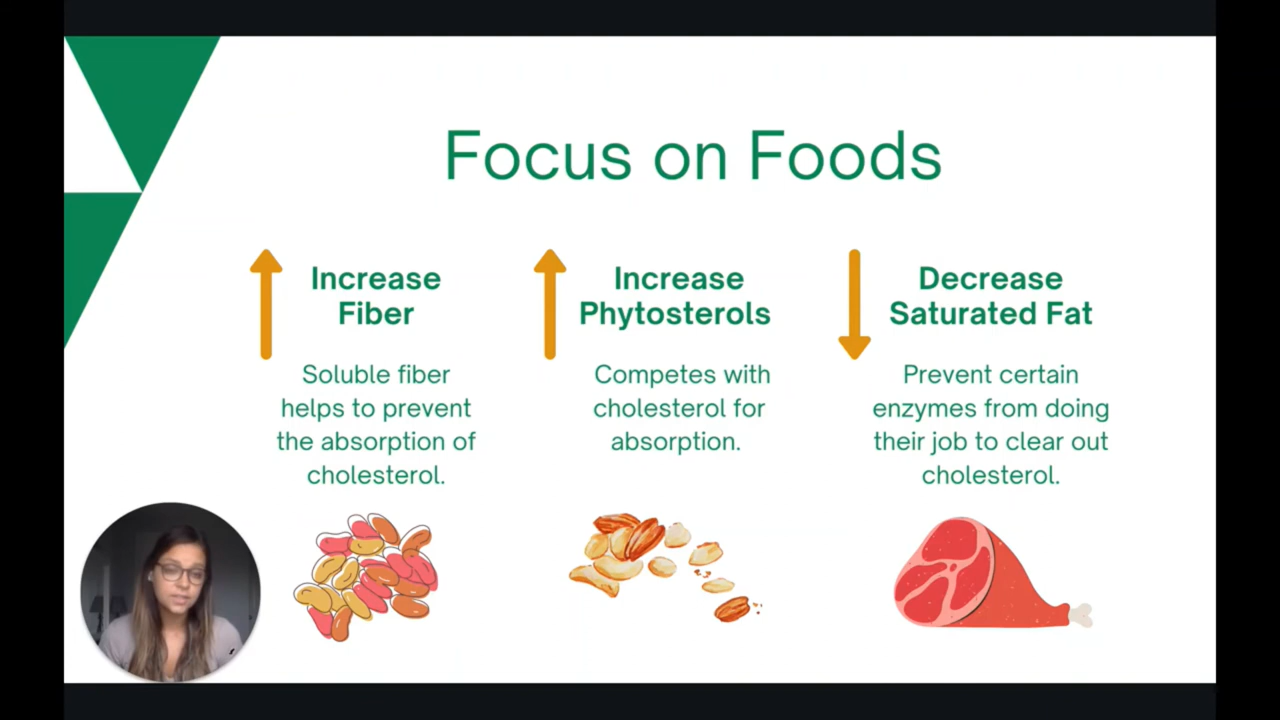 Focus on Foods
Increase
Fiber
Soluble fiber
helps to prevent
the absorption of
cholesterol.
Increase
Phytosterols
Competes with
cholesterol for
absorption.
Decrease
Saturated Fat
Prevent certain
enzymes from doing
their job to clear out
cholesterol.